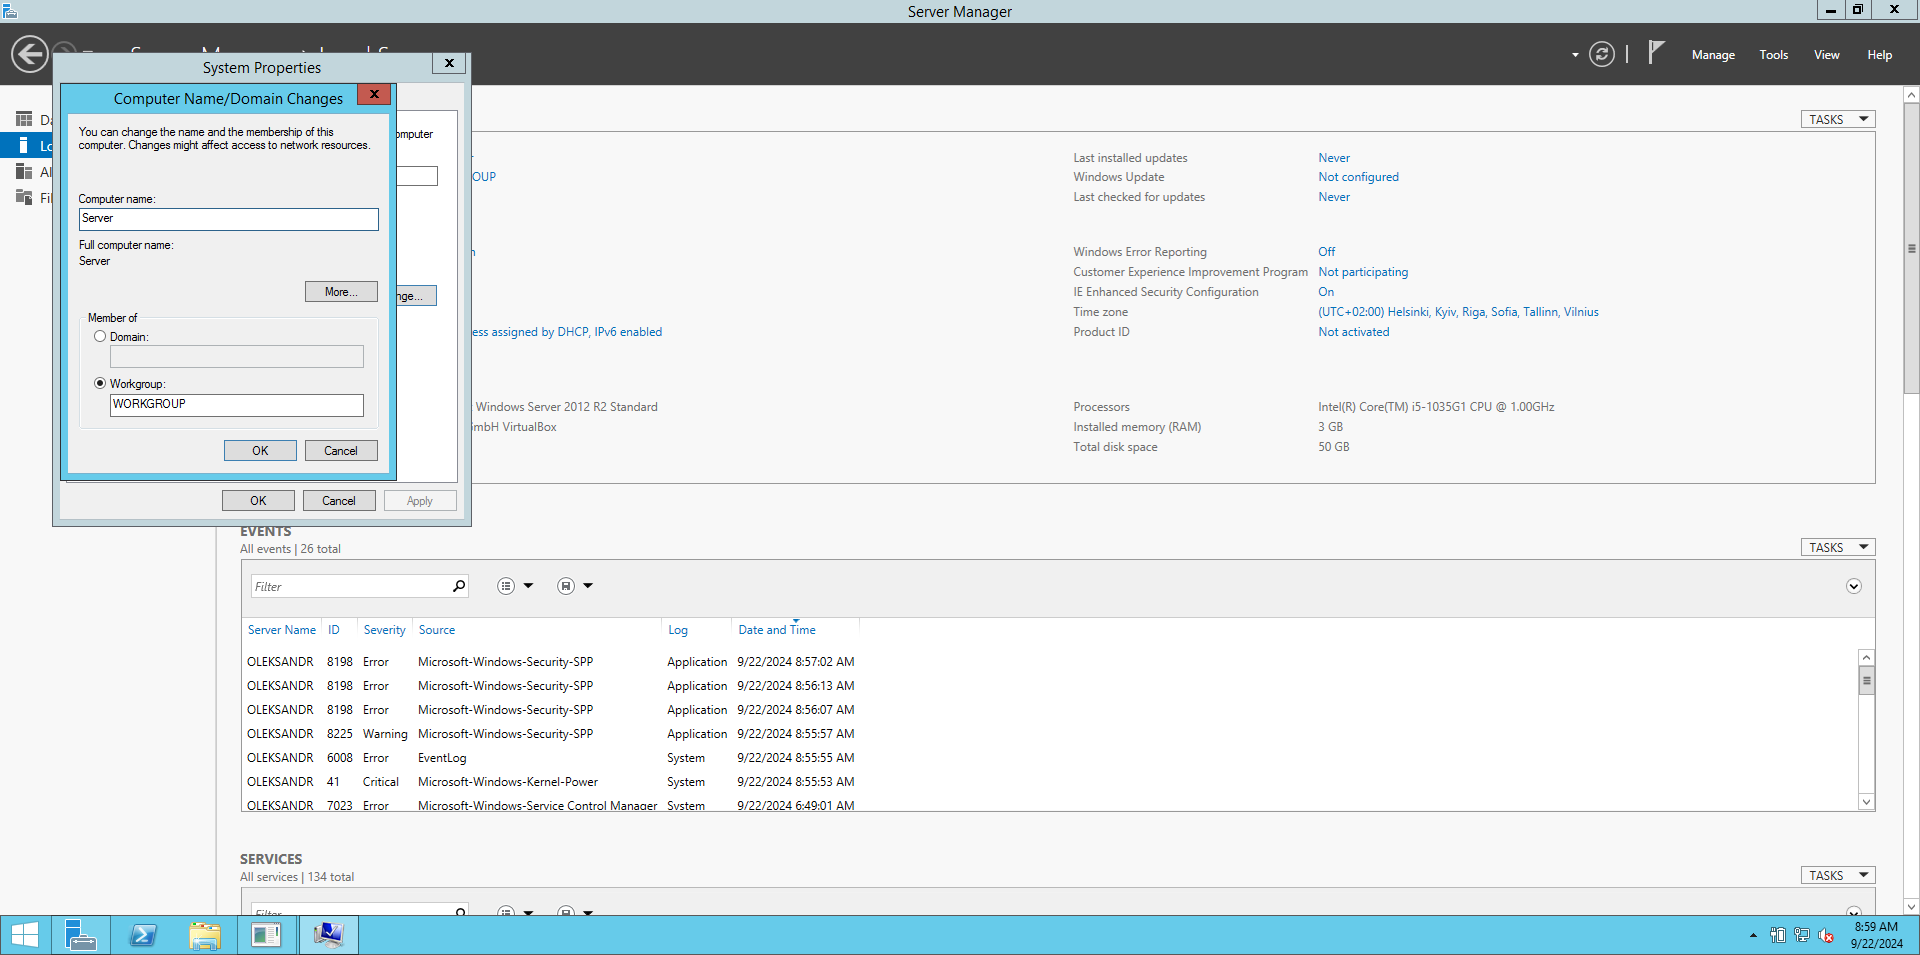 Server Manager
Manage
Tools
View
Help
System Properties
Computer Name/Domain Changes
You can change the name and the membership of this
computer. Changes might affect access to network resources.
Computer name:
Server
Full computer name:
Server
More...
Member of
Domain:
Workgroup:
WORKGROUP
OK
Cancel
OK
Cancel
Apply
TASKS
Last installed updates Never
Windows Update Not configured
Last checked for updates Never
Windows Error Reporting Off
Customer Experience Improvement Program Not participating
IE Enhanced Security Configuration On
ess assigned by DHCP, IPv6 enabled
Time zone (UTC+02:00) Helsinki, Kyiv, Riga, Sofia, Tallinn, Vilnius
Product ID Not activated
Windows Server 2012 R2 Standard
mbH VirtualBox
Processors Intel(R) Core(TM) i5-1035G1 CPU @ 1.00GHz
Installed memory (RAM) 3 GB
Total disk space 50 GB
EVENTS
All events | 26 total
TASKS
Filter
Server Name ID Severity Source Log Date and Time
OLEKSANDR 8198 Error Microsoft-Windows-Security-SPP Application 9/22/2024 8:57:02 AM
OLEKSANDR 8198 Error Microsoft-Windows-Security-SPP Application 9/22/2024 8:56:13 AM
OLEKSANDR 8198 Error Microsoft-Windows-Security-SPP Application 9/22/2024 8:56:07 AM
OLEKSANDR 8225 Warning Microsoft-Windows-Security-SPP Application 9/22/2024 8:55:57 AM
OLEKSANDR 6008 Error EventLog System 9/22/2024 8:55:55 AM
OLEKSANDR 41 Critical Microsoft-Windows-Kernel-Power System 9/22/2024 8:55:53 AM
OLEKSANDR 7023 Error Microsoft-Windows-Service Control Manager System 9/22/2024 6:49:01 AM
SERVICES
All services | 134 total
TASKS
Filter
8:59 AM
9/22/2024